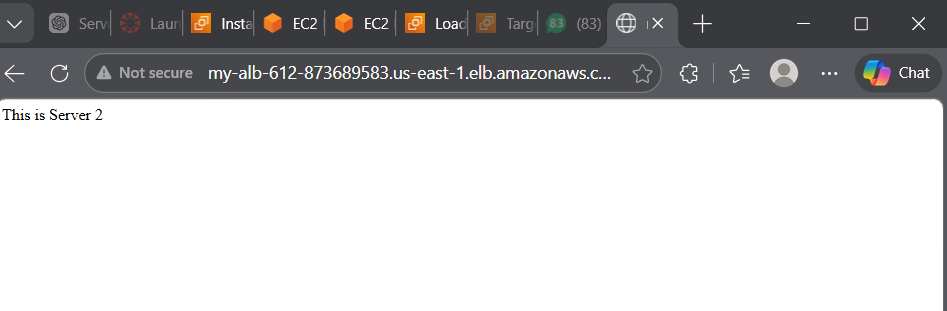 Serv Laun Insta EC2 EC2 Load Targ 83 (83)
Not secure my-alb-612-873689583.us-east-1.elb.amazonaws.c... Chat
This is Server 2